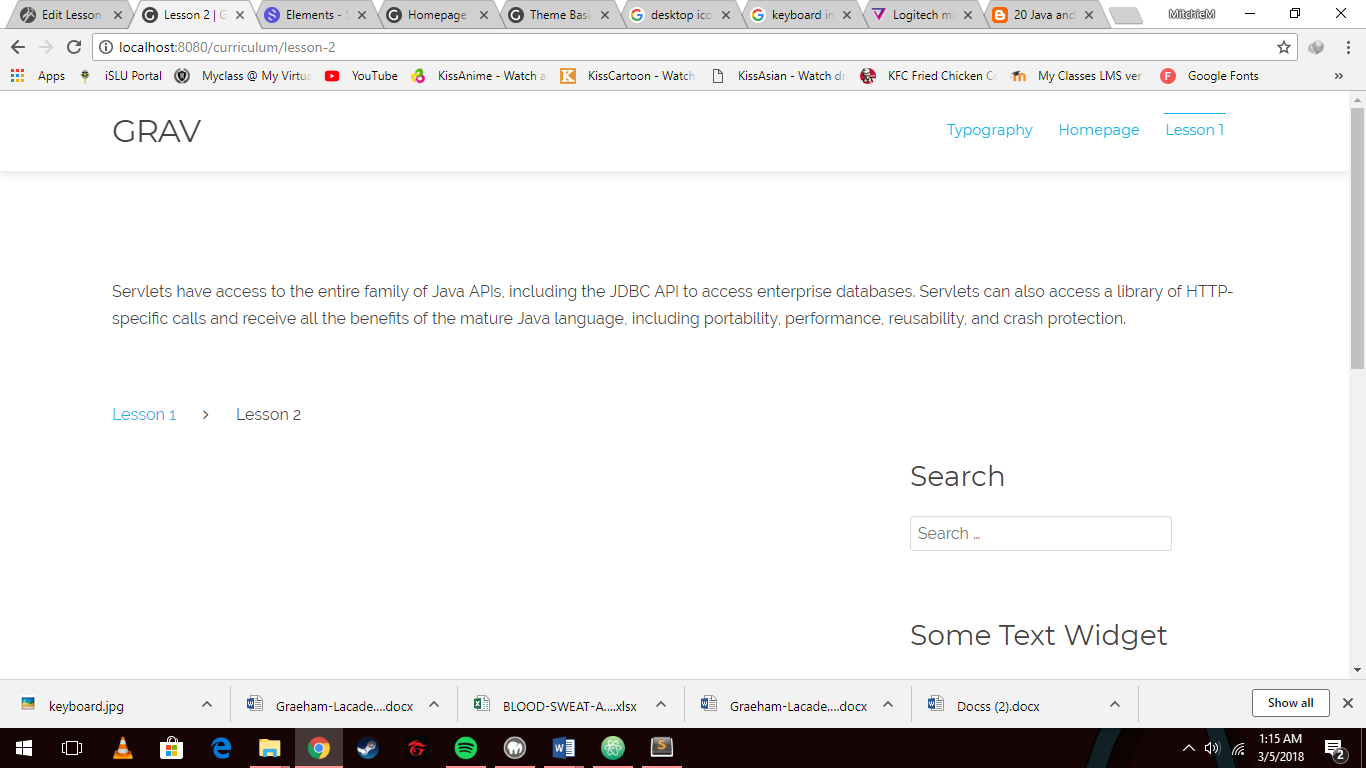 Edit Lesson
Lesson 2 | G
Elements - S
Homepage
Theme Basi
desktop ico
keyboard in
Logitech ma
20 Java and
MitchieM
localhost:8080/curriculum/lesson-2
Apps
iSLU Portal
Myclass @ My Virtua
YouTube
KissAnime - Watch a
KissCartoon - Watch
KissAsian - Watch dr
KFC Fried Chicken Co
My Classes LMS ver
Google Fonts
»
GRAV
Typography
Homepage
Lesson 1
Servlets have access to the entire family of Java APIs, including the JDBC API to access enterprise databases. Servlets can also access a library of HTTP-
specific calls and receive all the benefits of the mature Java language, including portability, performance, reusability, and crash protection.
Lesson 1 > Lesson 2
Search
Search …
Some Text Widget
keyboard.jpg
Graeham-Lacade....docx
BLOOD-SWEAT-A....xlsx
Graeham-Lacade....docx
Docss (2).docx
Show all
1:15 AM
3/5/2018
2